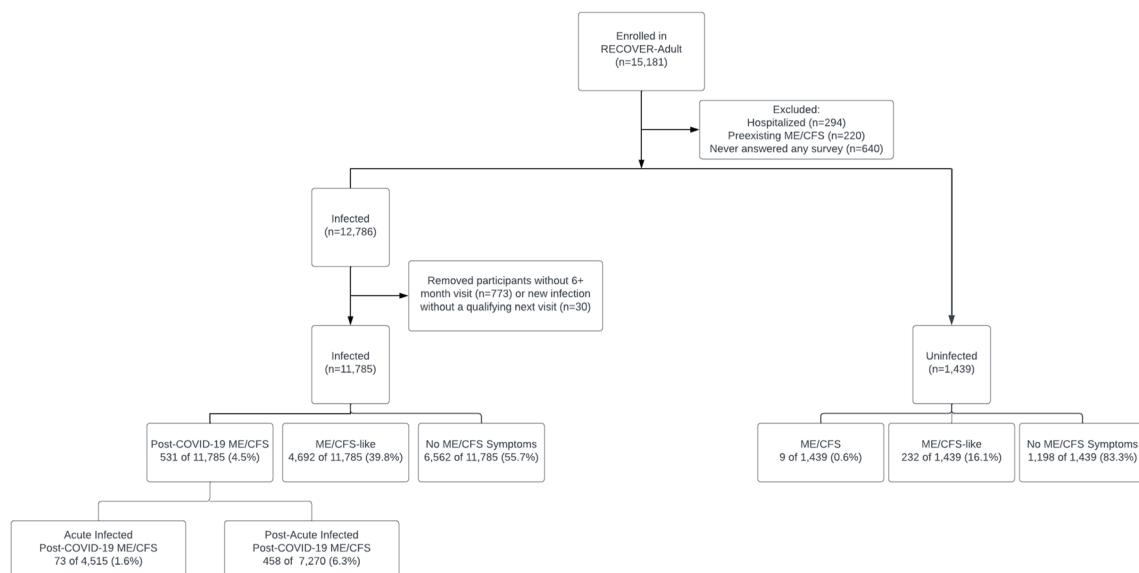 Enrolled in
RECOVER-Adult
(n=15,181)
Excluded:
Hospitalized (n=294)
Preexisting ME/CFS (n=220)
Never answered any survey (n=640)
Infected
(n=12,786)
Removed participants without 6+
month visit (n=773) or new infection
without a qualifying next visit (n=30)
Infected
(n=11,785)
Uninfected
(n=1,439)
Post-COVID-19 ME/CFS
531 of 11,785 (4.5%)
ME/CFS-like
4,692 of 11,785 (39.8%)
No ME/CFS Symptoms
6,562 of 11,785 (55.7%)
ME/CFS
9 of 1,439 (0.6%)
ME/CFS-like
232 of 1,439 (16.1%)
No ME/CFS Symptoms
1,198 of 1,439 (83.3%)
Acute Infected
Post-COVID-19 ME/CFS
73 of 4,515 (1.6%)
Post-Acute Infected
Post-COVID-19 ME/CFS
458 of 7,270 (6.3%)